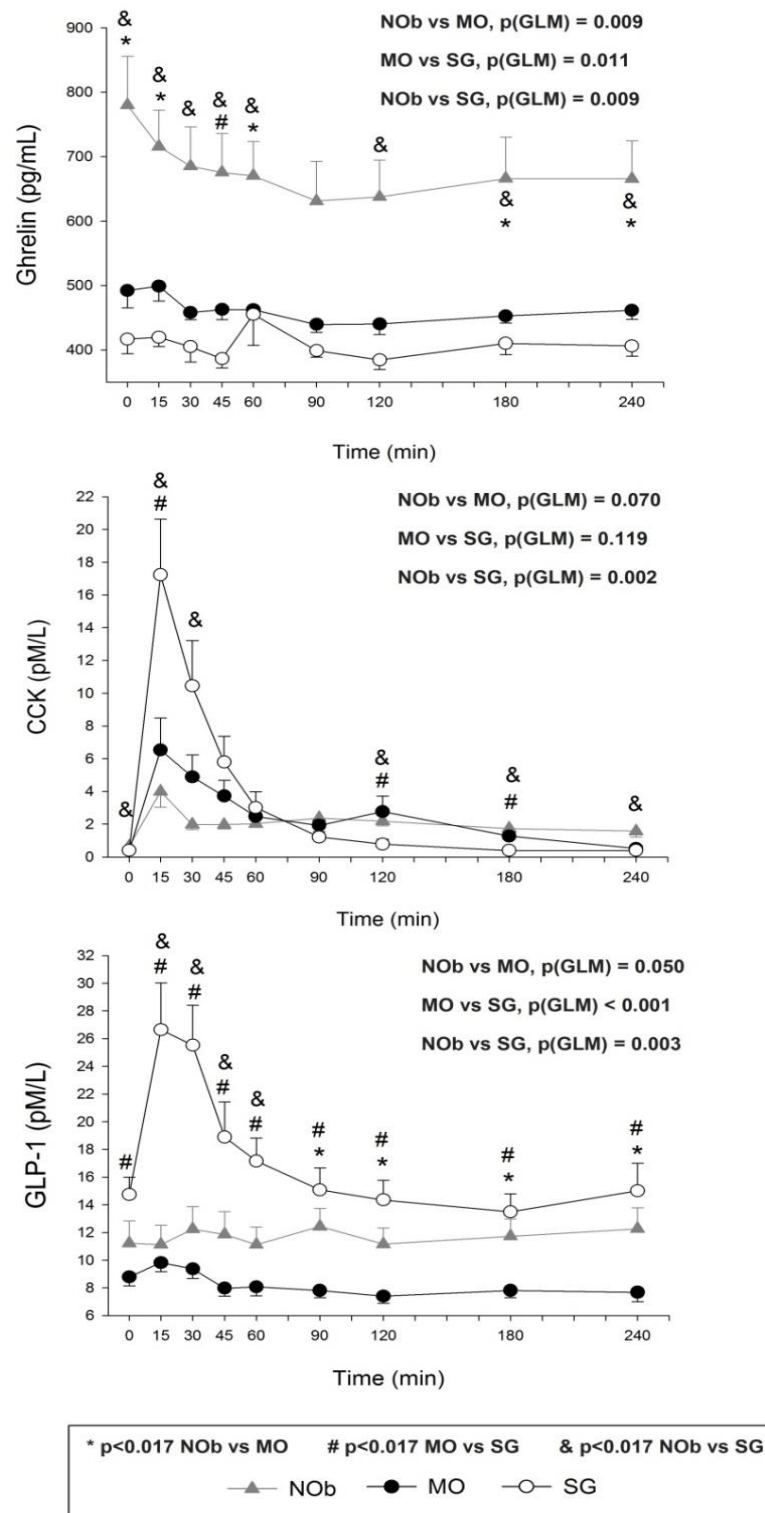 NOb vs MO, p(GLM) = 0.009
MO vs SG, p(GLM) = 0.011
NOb vs SG, p(GLM) = 0.009
Ghrelin (pg/mL)
900
800
700
600
500
400
& & & & & & & &
* * # * * *
0 15 30 45 60 90 120 180 240
Time (min)
NOb vs MO, p(GLM) = 0.070
MO vs SG, p(GLM) = 0.119
NOb vs SG, p(GLM) = 0.002
CCK (pM/L)
22
20
18
16
14
12
10
8
6
4
2
0
& & & & & &
# # #
0 15 30 45 60 90 120 180 240
Time (min)
NOb vs MO, p(GLM) = 0.050
MO vs SG, p(GLM) < 0.001
NOb vs SG, p(GLM) = 0.003
GLP-1 (pM/L)
32
30
28
26
24
22
20
18
16
14
12
10
8
6
& & & &
# # # # # # # # #
* * * *
0 15 30 45 60 90 120 180 240
Time (min)
* p<0.017 NOb vs MO # p<0.017 MO vs SG & p<0.017 NOb vs SG
NOb MO SG